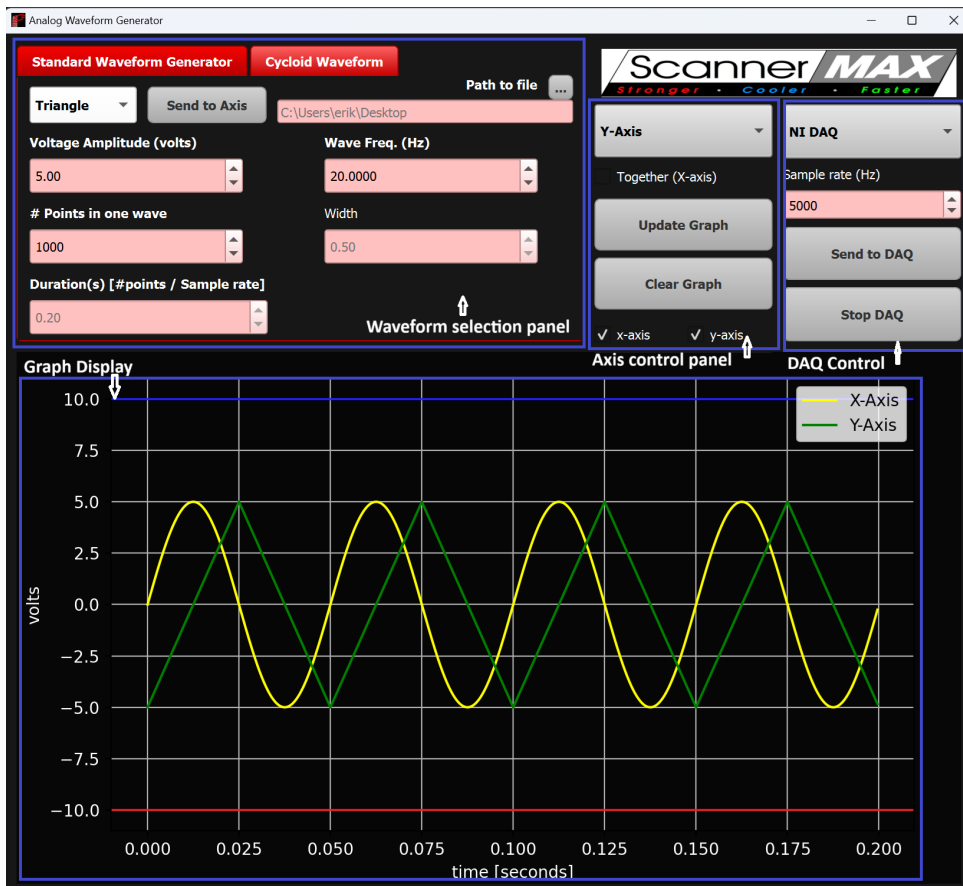 Analog Waveform Generator
Standard Waveform Generator
Cycloid Waveform
Triangle
Send to Axis
Path to file
...
C:\Users\erik\Desktop
Voltage Amplitude (volts)
Wave Freq. (Hz)
5.00
20.0000
# Points in one wave
Width
1000
0.50
Duration(s) [#points / Sample rate]
0.20
Waveform selection panel
Scanner MAX
Stronger · Cooler · Faster
Y-Axis
Together (X-axis)
Update Graph
Clear Graph
x-axis
y-axis
Axis control panel
NI DAQ
Sample rate (Hz)
5000
Send to DAQ
Stop DAQ
DAQ Control
Graph Display
X-Axis
Y-Axis
10.0
7.5
5.0
2.5
0.0
−2.5
−5.0
−7.5
−10.0
volts
0.000 0.025 0.050 0.075 0.100 0.125 0.150 0.175 0.200
time [seconds]